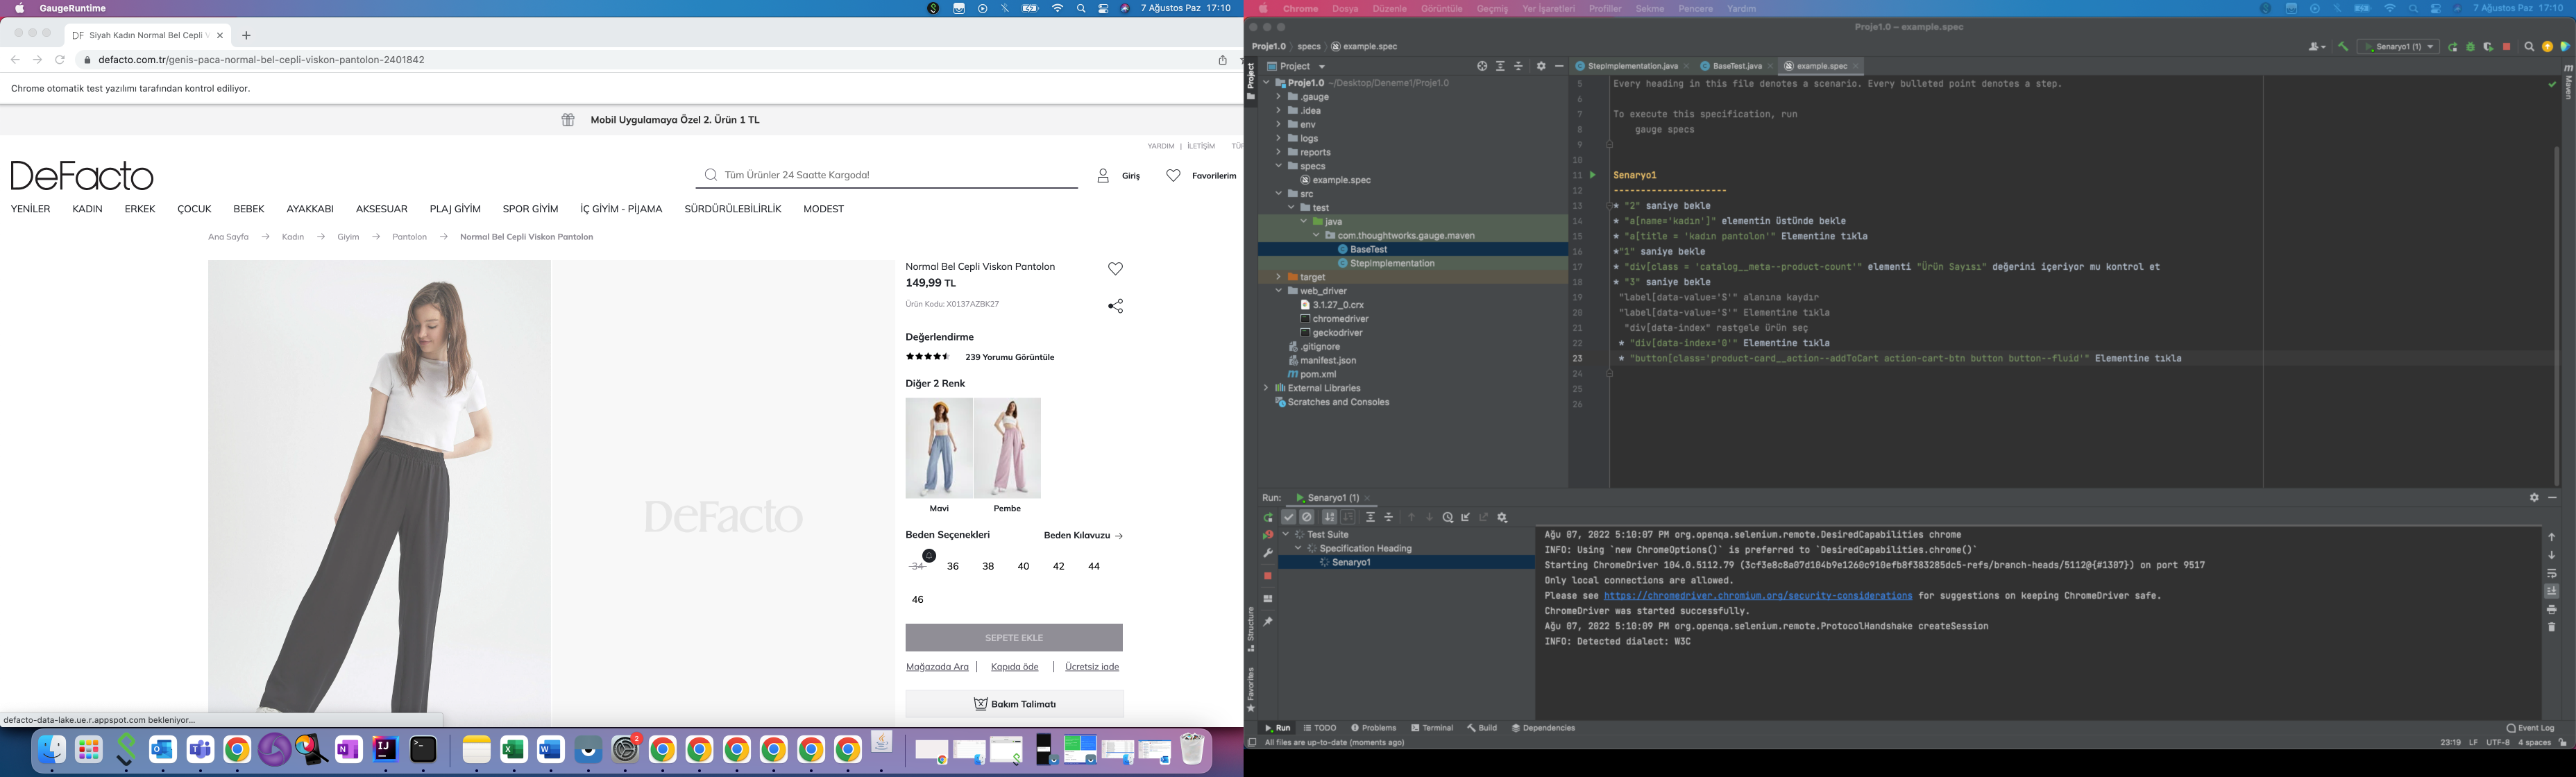 GaugeRuntime
7 Ağustos Paz 17:10
DF Siyah Kadın Normal Bel Cepli V
defacto.com.tr/genis-paca-normal-bel-cepli-viskon-pantolon-2401842
Chrome otomatik test yazılımı tarafından kontrol ediliyor.
Mobil Uygulamaya Özel 2. Ürün 1 TL
YARDIM | İLETİŞİM TÜR
DeFacto
Tüm Ürünler 24 Saatte Kargoda!
Giriş
Favorilerim
YENİLER KADIN ERKEK ÇOCUK BEBEK AYAKKABI AKSESUAR PLAJ GİYİM SPOR GİYİM İÇ GİYİM - PİJAMA SÜRDÜRÜLEBİLİRLİK MODEST
Ana Sayfa → Kadın → Giyim → Pantolon → Normal Bel Cepli Viskon Pantolon
DeFacto
Normal Bel Cepli Viskon Pantolon
149,99 TL
Ürün Kodu: X0137AZBK27
Değerlendirme
239 Yorumu Görüntüle
Diğer 2 Renk
Mavi Pembe
Beden Seçenekleri
Beden Kılavuzu →
34 36 38 40 42 44
46
SEPETE EKLE
Mağazada Ara | Kapıda öde | Ücretsiz iade
Bakım Talimatı
defacto-data-lake.ue.r.appspot.com bekleniyor...
2
Chrome Dosya Düzenle Görüntüle Geçmiş Yer İşaretleri Profiller Sekme Pencere Yardım
7 Ağustos Paz 17:10
Proje1.0 – example.spec
Proje1.0 specs example.spec
Senaryo1 (1)
Project
StepImplementation.java
BaseTest.java
example.spec
Project
Maven
Proje1.0 ~/Desktop/Deneme1/Proje1.0
.gauge
.idea
env
logs
reports
specs
example.spec
src
test
java
com.thoughtworks.gauge.maven
BaseTest
StepImplementation
target
web_driver
3.1.27_0.crx
chromedriver
geckodriver
.gitignore
manifest.json
pom.xml
External Libraries
Scratches and Consoles
5 Every heading in this file denotes a scenario. Every bulleted point denotes a step.
6
7 To execute this specification, run
8 gauge specs
9
10
11 Senaryo1
12 ---------------------
13 * "2" saniye bekle
14 * "a[name='kadın']" elementin üstünde bekle
15 * "a[title = 'kadın pantolon'" Elementine tıkla
16 *"1" saniye bekle
17 * "div[class = 'catalog__meta--product-count'" elementi "Ürün Sayısı" değerini içeriyor mu kontrol et
18 * "3" saniye bekle
19 "label[data-value='S'" alanına kaydır
20 "label[data-value='S'" Elementine tıkla
21 "div[data-index" rastgele ürün seç
22 * "div[data-index='0'" Elementine tıkla
23 * "button[class='product-card__action--addToCart action-cart-btn button button--fluid'" Elementine tıkla
24
25
26
Run: Senaryo1 (1)
Test Suite
Specification Heading
Senaryo1
Ağu 07, 2022 5:10:07 PM org.openqa.selenium.remote.DesiredCapabilities chrome
INFO: Using `new ChromeOptions()` is preferred to `DesiredCapabilities.chrome()`
Starting ChromeDriver 104.0.5112.79 (3cf3e8c8a07d104b9e1260c910efb8f383285dc5-refs/branch-heads/5112@{#1307}) on port 9517
Only local connections are allowed.
Please see https://chromedriver.chromium.org/security-considerations for suggestions on keeping ChromeDriver safe.
ChromeDriver was started successfully.
Ağu 07, 2022 5:10:09 PM org.openqa.selenium.remote.ProtocolHandshake createSession
INFO: Detected dialect: W3C
Structure
Favorites
Run TODO Problems Terminal Build Dependencies
Event Log
All files are up-to-date (moments ago)
23:19 LF UTF-8 4 spaces